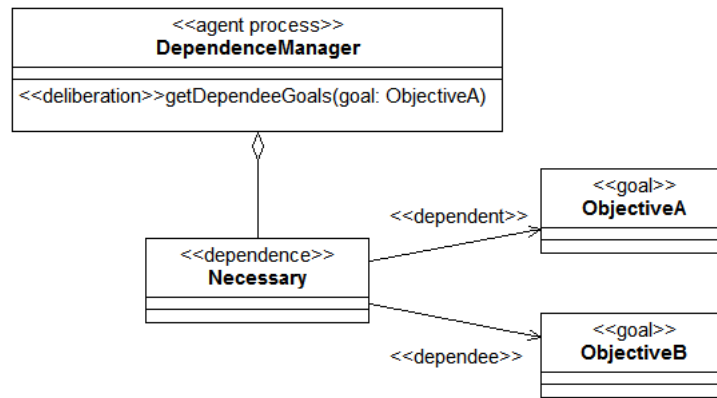 <<agent process>>
DependenceManager
<<deliberation>>getDependeeGoals(goal: ObjectiveA)
<<goal>>
ObjectiveA
<<dependent>>
<<dependence>>
Necessary
<<goal>>
ObjectiveB
<<dependee>>